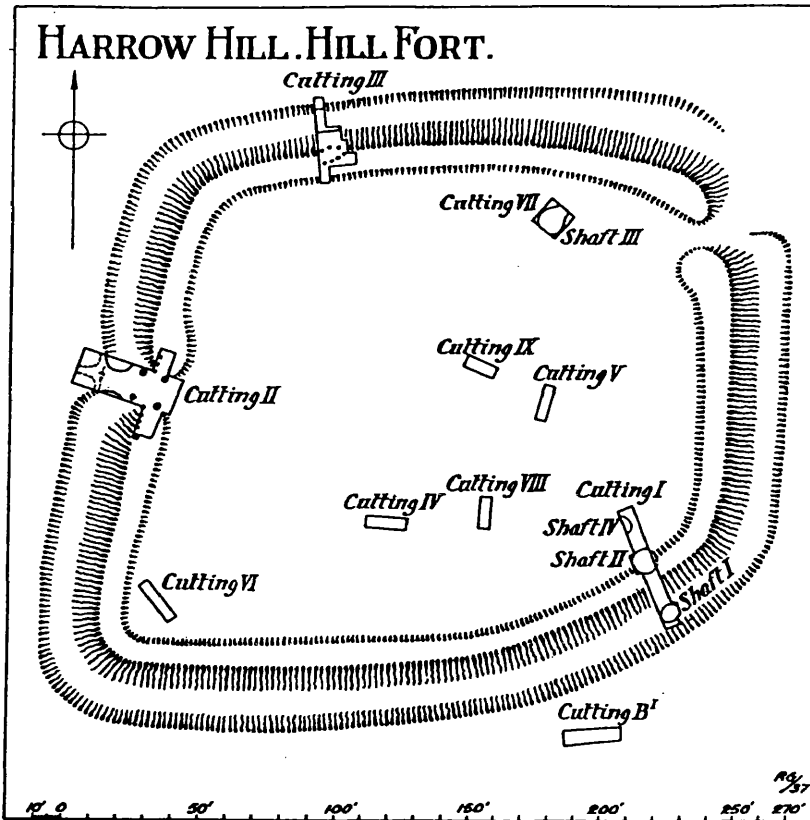 HARROW HILL. HILL FORT.
Cutting III
Cutting VII
Shaft III
Cutting IX
Cutting V
Cutting II
Cutting VIII
Cutting I
Cutting IV
Shaft IV
Shaft II
Shaft I
Cutting VI
Cutting B'
RG/37
10' 0 50' 100' 150' 200' 250' 270'